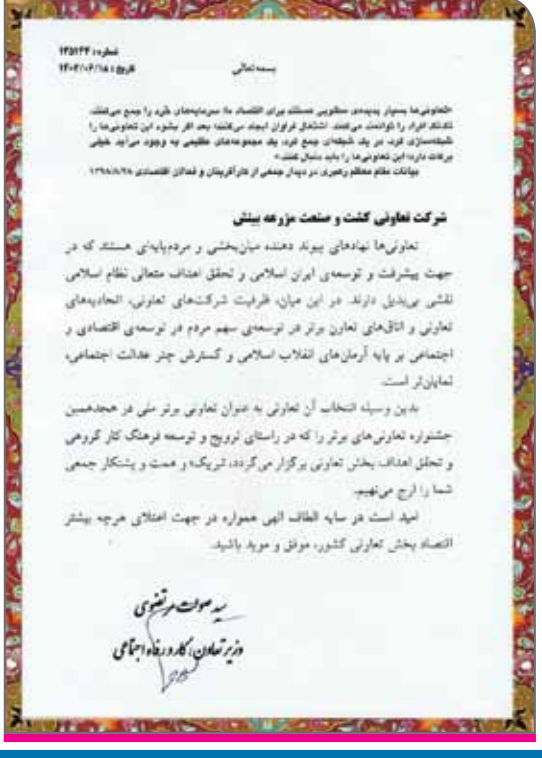 شماره: ۱۴۵۱۳۴
تاریخ: ۱۴۰۲/۰۶/۱۸
بسمه تعالی
«تعاونی‌ها بسیار پدیده‌ی مطلوبی هستند برای اقتصاد ما؛ سرمایه‌های خُرد را جمع می‌کنند،
تک‌تک افراد را توانمند می‌کنند، اشتغال فراوان ایجاد می‌کنند؛ بعد اگر بشود این تعاونی‌ها را
شبکه‌سازی کرد، در یک شبکه‌ای جمع کرد، یک مجموعه‌های عظیمی به وجود می‌آید خیلی
برکات دارد؛ این تعاونی‌ها را باید دنبال کنند.»
بیانات مقام معظم رهبری در دیدار جمعی از کارآفرینان و فعالان اقتصادی ۱۳۹۸/۸/۲۸
شرکت تعاونی کشت و صنعت مزرعه بینش
تعاونی‌ها نهادهای پیوند دهنده میان‌بخشی و مردم‌پایه‌ای هستند که در
جهت پیشرفت و توسعه‌ی ایران اسلامی و تحقق اهداف متعالی نظام اسلامی
نقشی بی‌بدیل دارند. در این میان، ظرفیت شرکت‌های تعاونی، اتحادیه‌های
تعاونی و اتاق‌های تعاون برتر در توسعه‌ی سهم مردم در توسعه‌ی اقتصادی و
اجتماعی بر پایه آرمان‌های انقلاب اسلامی و گسترش چتر عدالت اجتماعی،
نمایان‌تر است.
بدین وسیله انتخاب آن تعاونی به عنوان تعاونی برتر ملی در هجدهمین
جشنواره تعاونی‌های برتر را که در راستای ترویج و توسعه فرهنگ کار گروهی
و تحقق اهداف بخش تعاونی برگزار می‌گردد، تبریک و همت و پشتکار جمعی
شما را ارج می‌نهیم.
امید است در سایه الطاف الهی همواره در جهت اعتلای هرچه بیشتر
اقتصاد بخش تعاونی کشور، موفق و موید باشید.
سید صولت مرتضوی
وزیر تعاون، کار و رفاه اجتماعی